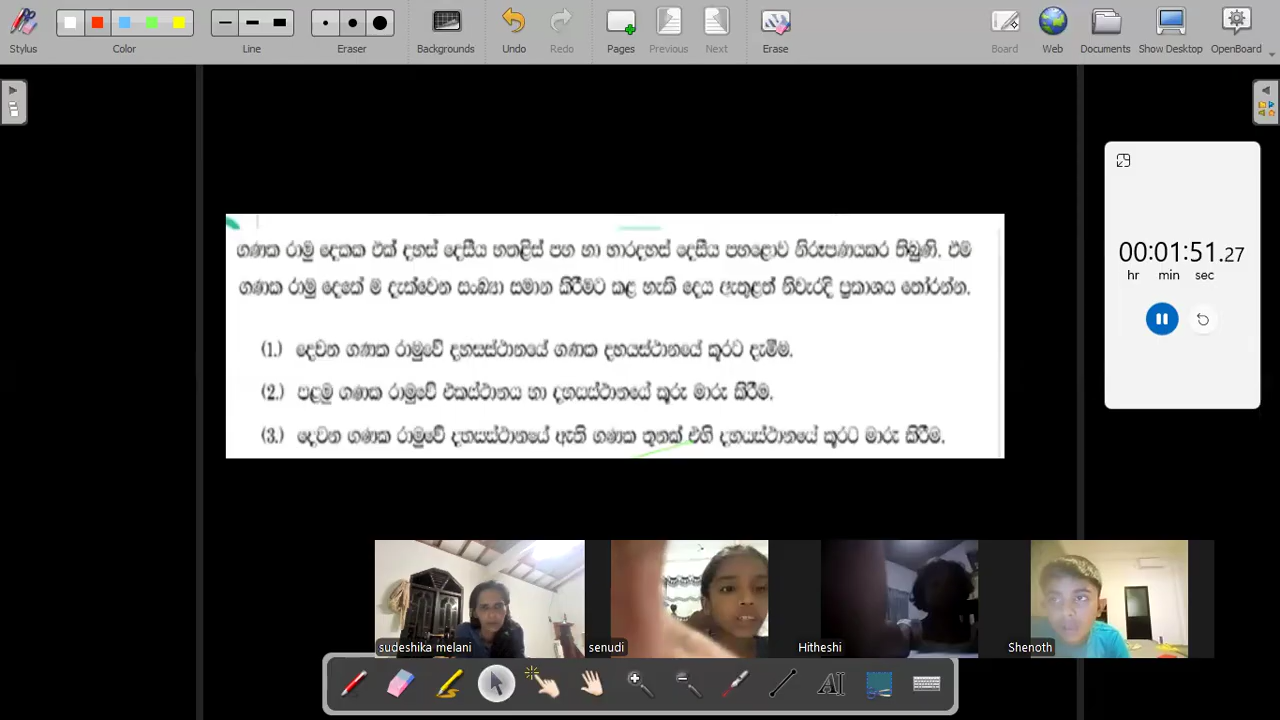 Stylus
Color
Line
Eraser
Backgrounds
Undo
Redo
Pages
Previous
Next
Erase
Board
Web
Documents
Show Desktop
OpenBoard
00:01:51.27
hr min sec
ගණක රාමු දෙකක එක් දහස් දෙසීය හතළිස් පහ හා හාරදහස් දෙසීය පහළොව නිරූපණයකර තිබුණි. එම
ගණක රාමු දෙකේ ම දැක්වෙන සංඛ්‍යා සමාන කිරීමට කළ හැකි දෙය ඇතුළත් නිවැරදි ප්‍රකාශය තෝරන්න.
(1.) දෙවන ගණක රාමුවේ දහසස්ථානයේ ගණක දහයස්ථානයේ කූරට දැමීම.
(2.) පළමු ගණක රාමුවේ එකස්ථානය හා දහසස්ථානයේ කූරු මාරු කිරීම.
(3.) දෙවන ගණක රාමුවේ දහසස්ථානයේ ඇති ගණක තුනක් එහි දහයස්ථානයේ කූරට මාරු කිරීම.
sudeshika melani
senudi
Hitheshi
Shenoth
AI